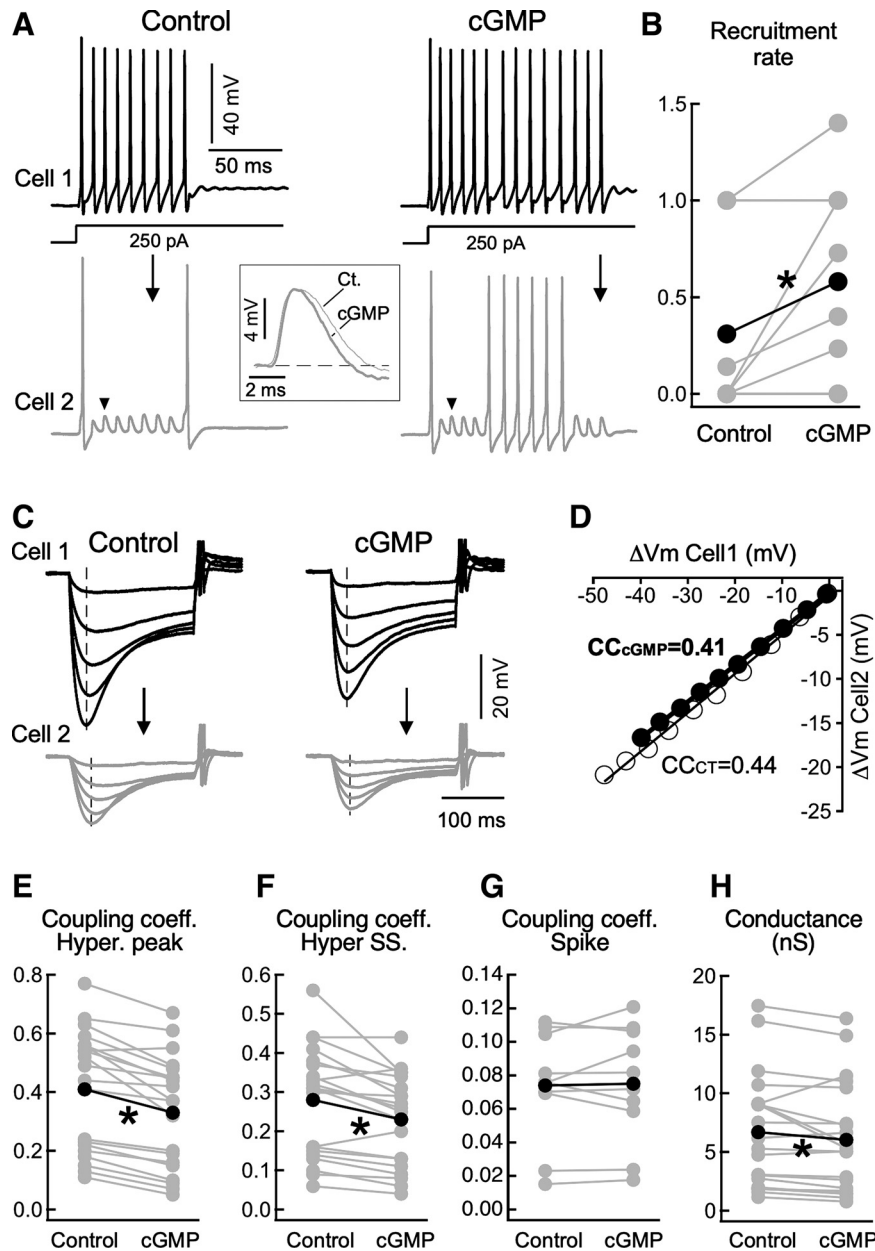 A
Control
cGMP
40 mV
50 ms
Cell 1
250 pA
250 pA
Ct.
cGMP
4 mV
2 ms
Cell 2
B
Recruitment
rate
1.5
1.0
0.5
0.0
*
Control cGMP
C
Cell 1
Control
cGMP
20 mV
Cell 2
100 ms
D
ΔVm Cell1 (mV)
-50 -40 -30 -20 -10
-5
-10
-15
-20
-25
ΔVm Cell2 (mV)
CCcGMP=0.41
CCCT=0.44
E
Coupling coeff.
Hyper. peak
0.8
0.6
0.4
0.2
0.0
*
Control cGMP
F
Coupling coeff.
Hyper SS.
0.6
0.5
0.4
0.3
0.2
0.1
0.0
*
Control cGMP
G
Coupling coeff.
Spike
0.14
0.12
0.10
0.08
0.06
0.04
0.02
0.00
Control cGMP
H
Conductance
(nS)
20
15
10
5
0
*
Control cGMP